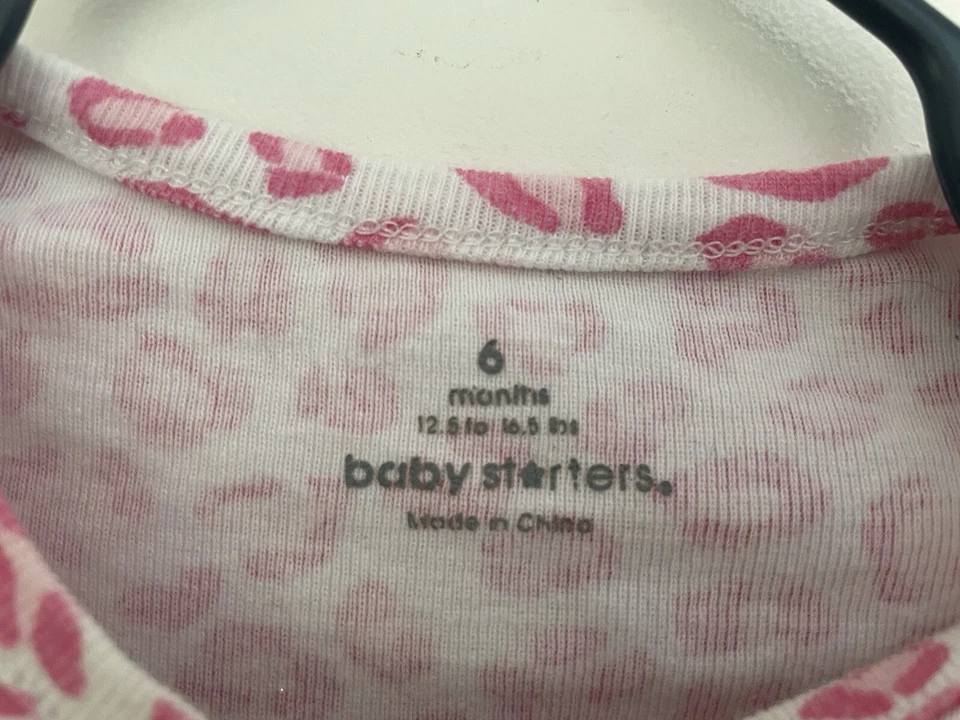 6
months
12.5 to 16.5 lbs
baby starters.
Made in China